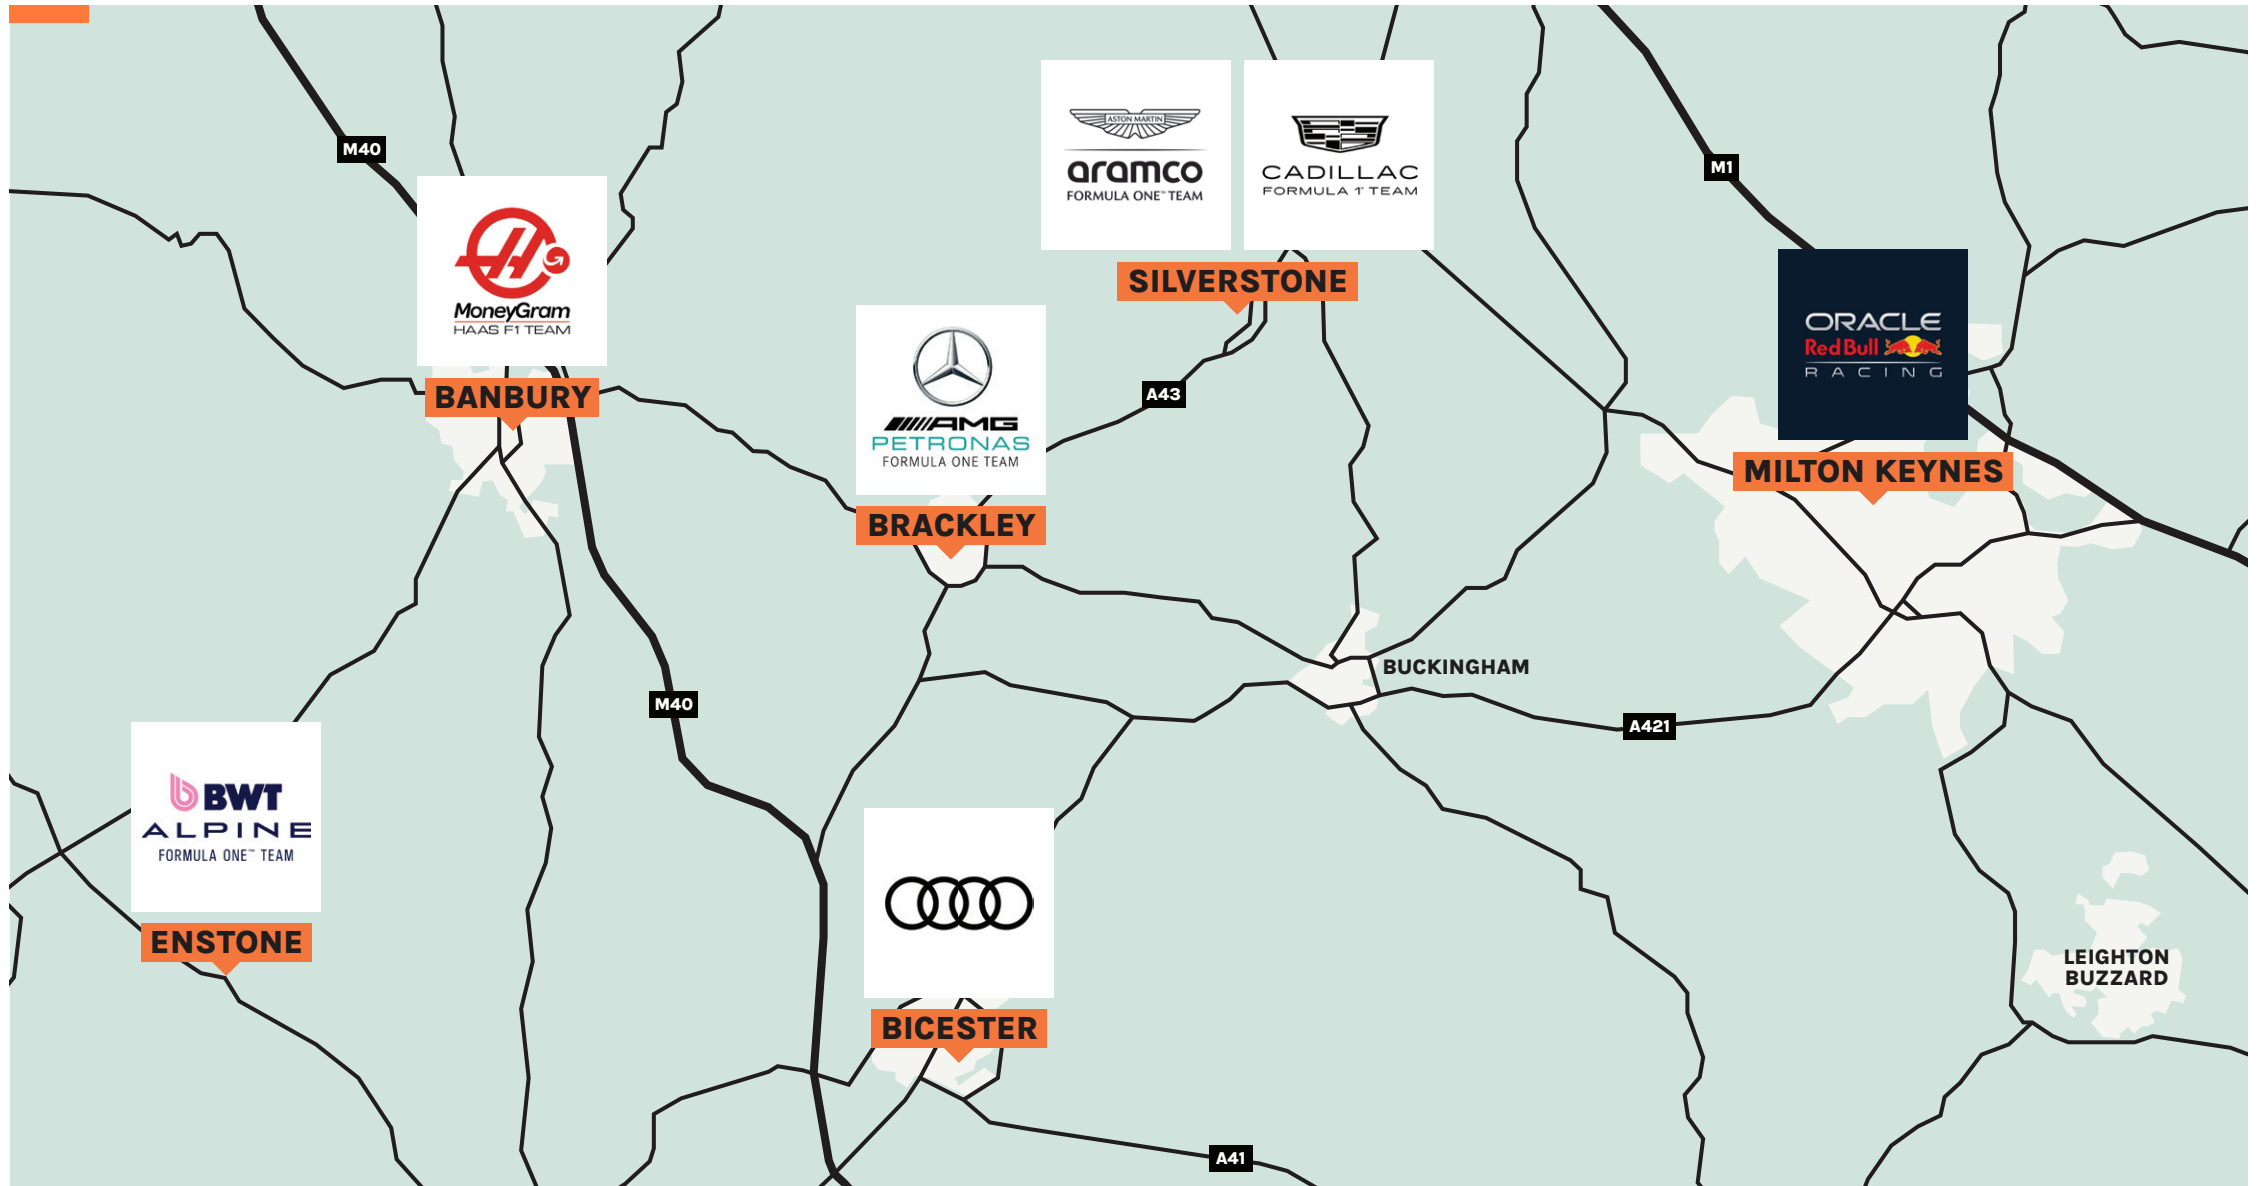 M40
M1
ASTON MARTIN
aramco
FORMULA ONE™ TEAM
CADILLAC
FORMULA 1® TEAM
SILVERSTONE
MoneyGram
HAAS F1 TEAM
BANBURY
AMG
PETRONAS
FORMULA ONE TEAM
BRACKLEY
A43
ORACLE
Red Bull
RACING
MILTON KEYNES
BUCKINGHAM
M40
A421
BWT
ALPINE
FORMULA ONE™ TEAM
ENSTONE
BICESTER
LEIGHTON
BUZZARD
A41